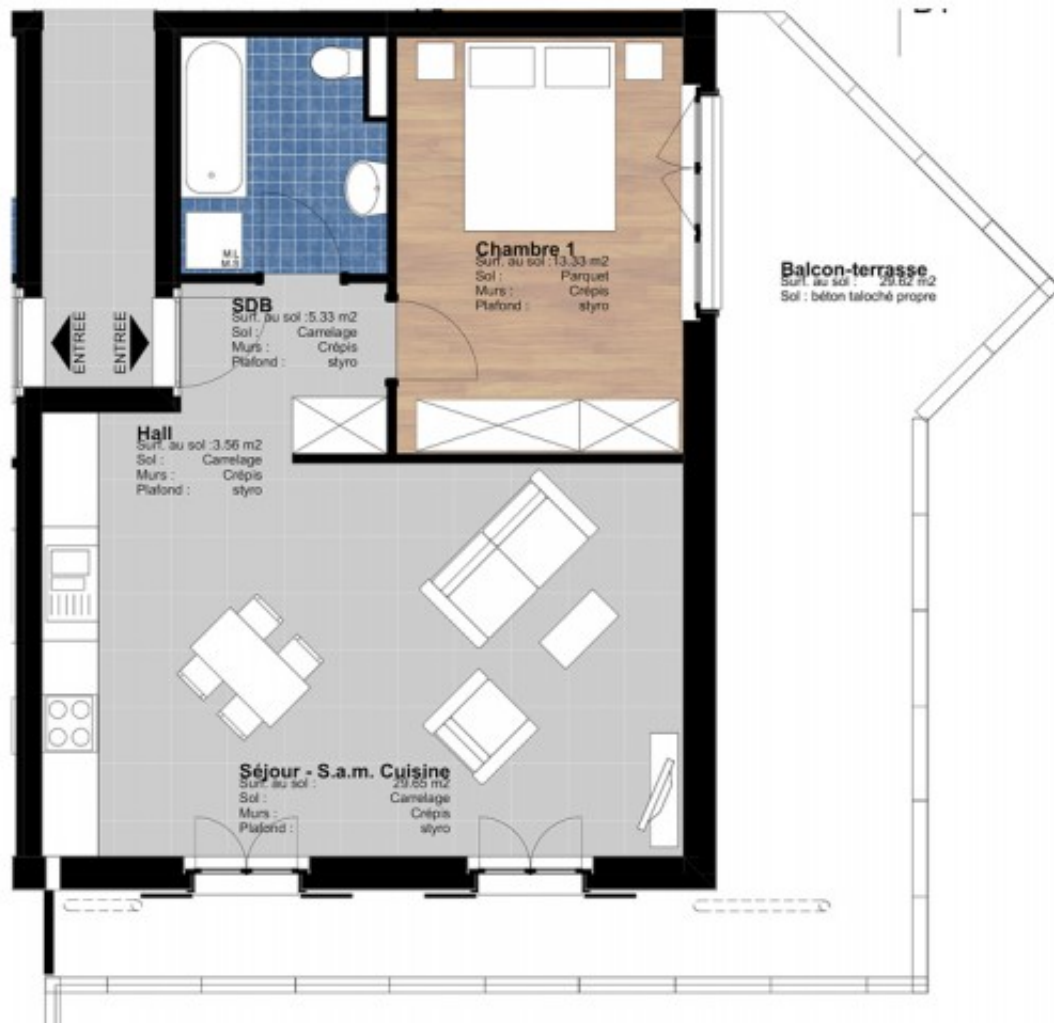 M.L
M.S
Chambre 1
Surf. au sol : 13.33 m2
Sol : Parquet
Murs : Crépis
Plafond : styro
Balcon-terrasse
Surf. au sol : 29.62 m2
Sol : béton taloché propre
ENTREE
ENTREE
SDB
Surf. au sol : 5.33 m2
Sol : Carrelage
Murs : Crépis
Plafond : styro
Hall
Surf. au sol : 3.56 m2
Sol : Carrelage
Murs : Crépis
Plafond : styro
Séjour - S.a.m. Cuisine
Surf. au sol : 29.65 m2
Sol : Carrelage
Murs : Crépis
Plafond : styro